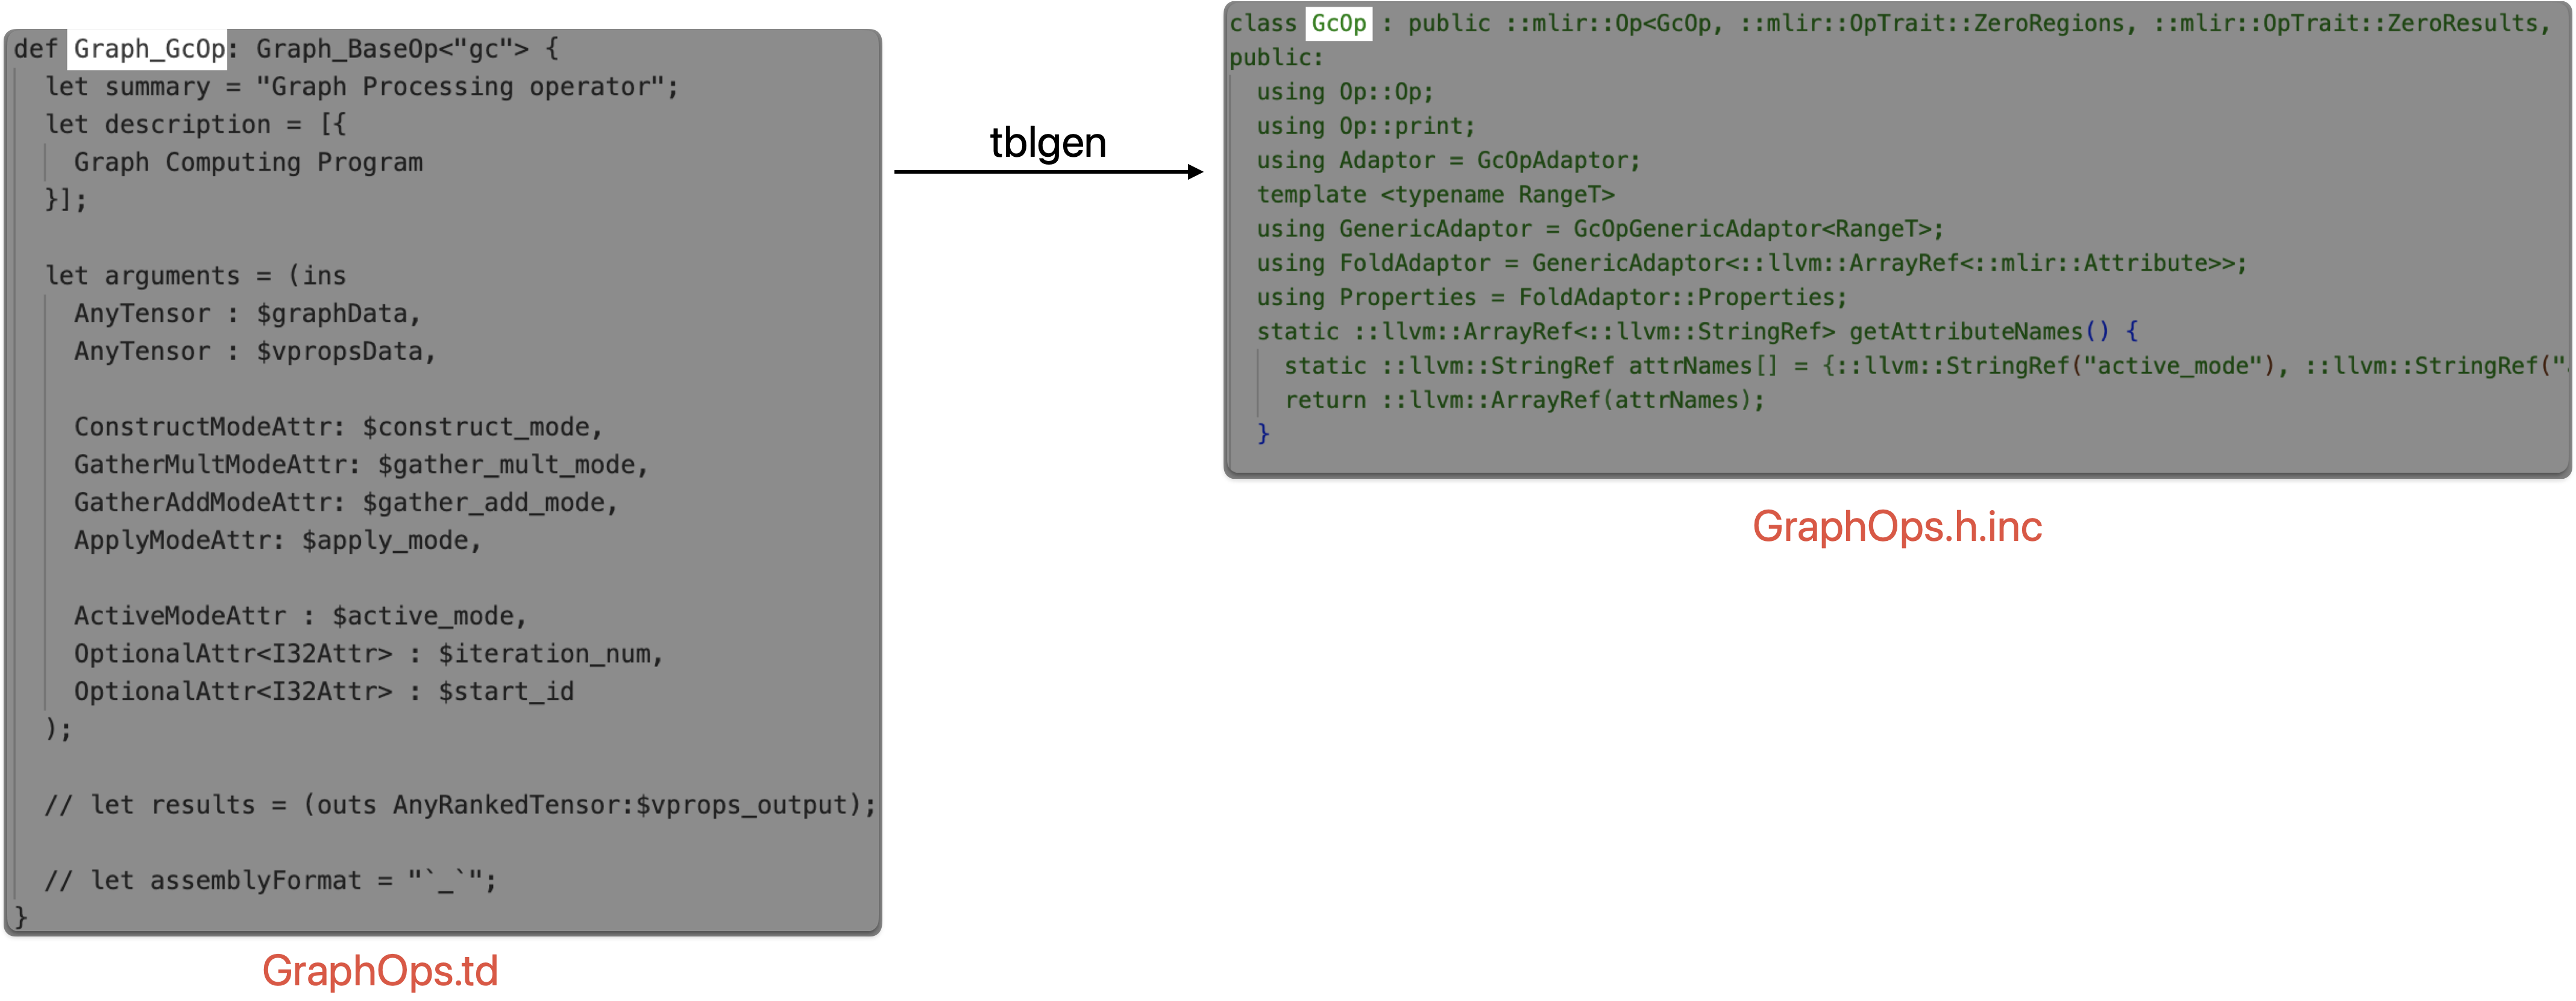 def Graph_GcOp: Graph_BaseOp<"gc"> {
let summary = "Graph Processing operator";
let description = [{
Graph Computing Program
}];
let arguments = (ins
AnyTensor : $graphData,
AnyTensor : $vpropsData,
ConstructModeAttr: $construct_mode,
GatherMultModeAttr: $gather_mult_mode,
GatherAddModeAttr: $gather_add_mode,
ApplyModeAttr: $apply_mode,
ActiveModeAttr : $active_mode,
OptionalAttr<I32Attr> : $iteration_num,
OptionalAttr<I32Attr> : $start_id
);
// let results = (outs AnyRankedTensor:$vprops_output);
// let assemblyFormat = "`_`";
}
GraphOps.td
tblgen
class GcOp : public ::mlir::Op<GcOp, ::mlir::OpTrait::ZeroRegions, ::mlir::OpTrait::ZeroResults,
public:
using Op::Op;
using Op::print;
using Adaptor = GcOpAdaptor;
template <typename RangeT>
using GenericAdaptor = GcOpGenericAdaptor<RangeT>;
using FoldAdaptor = GenericAdaptor<::llvm::ArrayRef<::mlir::Attribute>>;
using Properties = FoldAdaptor::Properties;
static ::llvm::ArrayRef<::llvm::StringRef> getAttributeNames() {
static ::llvm::StringRef attrNames[] = {::llvm::StringRef("active_mode"), ::llvm::StringRef("
return ::llvm::ArrayRef(attrNames);
}
GraphOps.h.inc